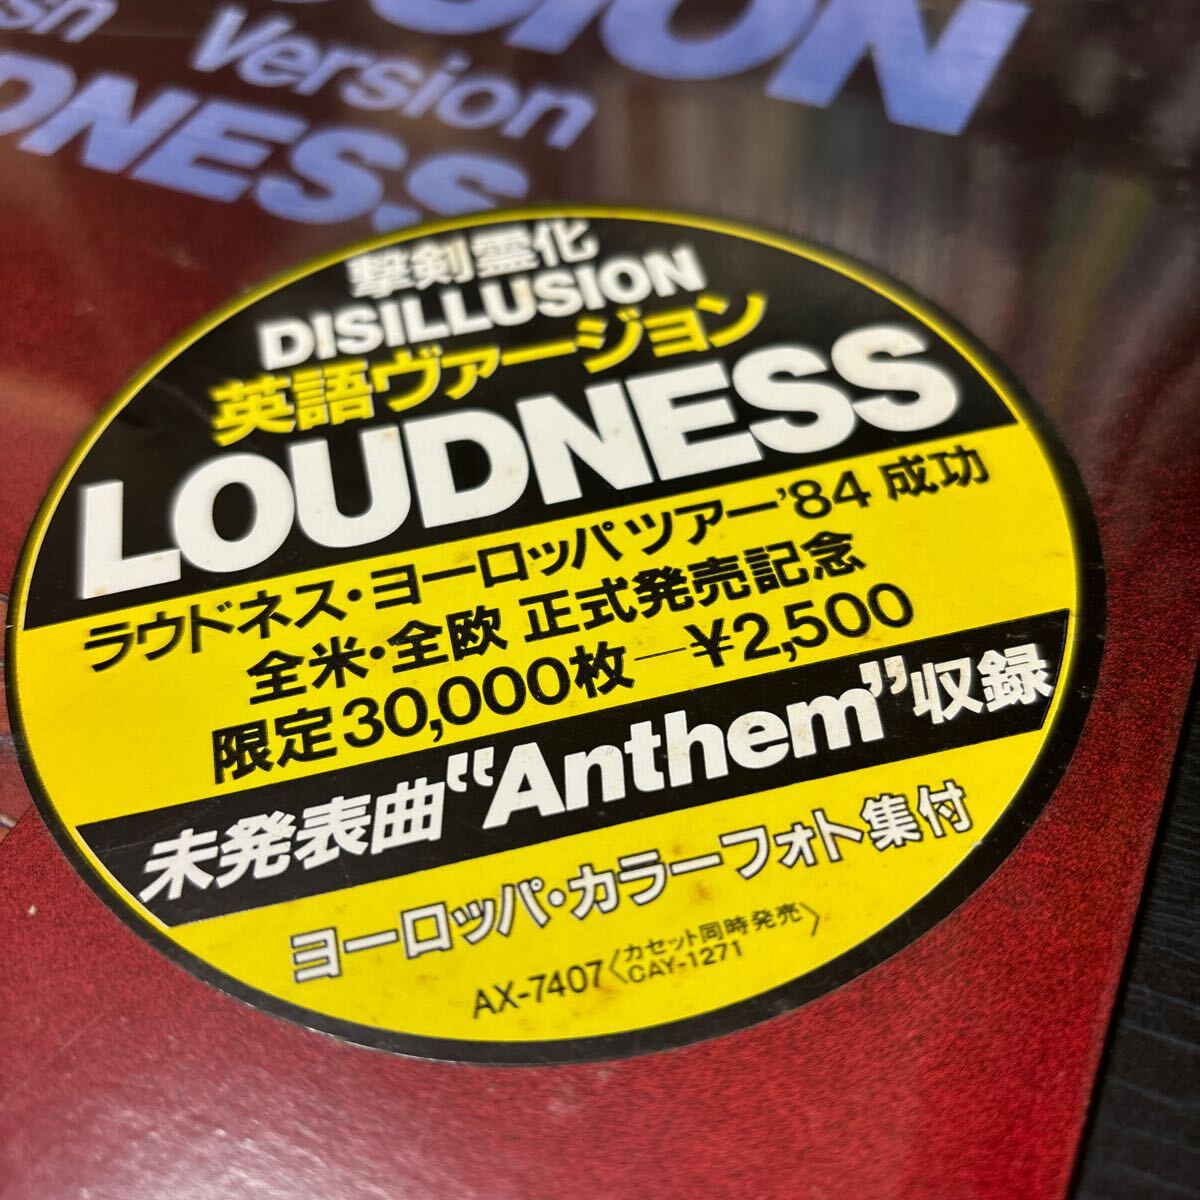 Version
撃剣霊化
DISILLUSION
英語ヴァージョン
LOUDNESS
ラウドネス・ヨーロッパツアー'84 成功
全米・全欧 正式発売記念
限定30,000枚—¥2,500
未発表曲“Anthem”収録
ヨーロッパ・カラーフォト集付
AX-7407〈カセット同時発売
CAY-1271〉